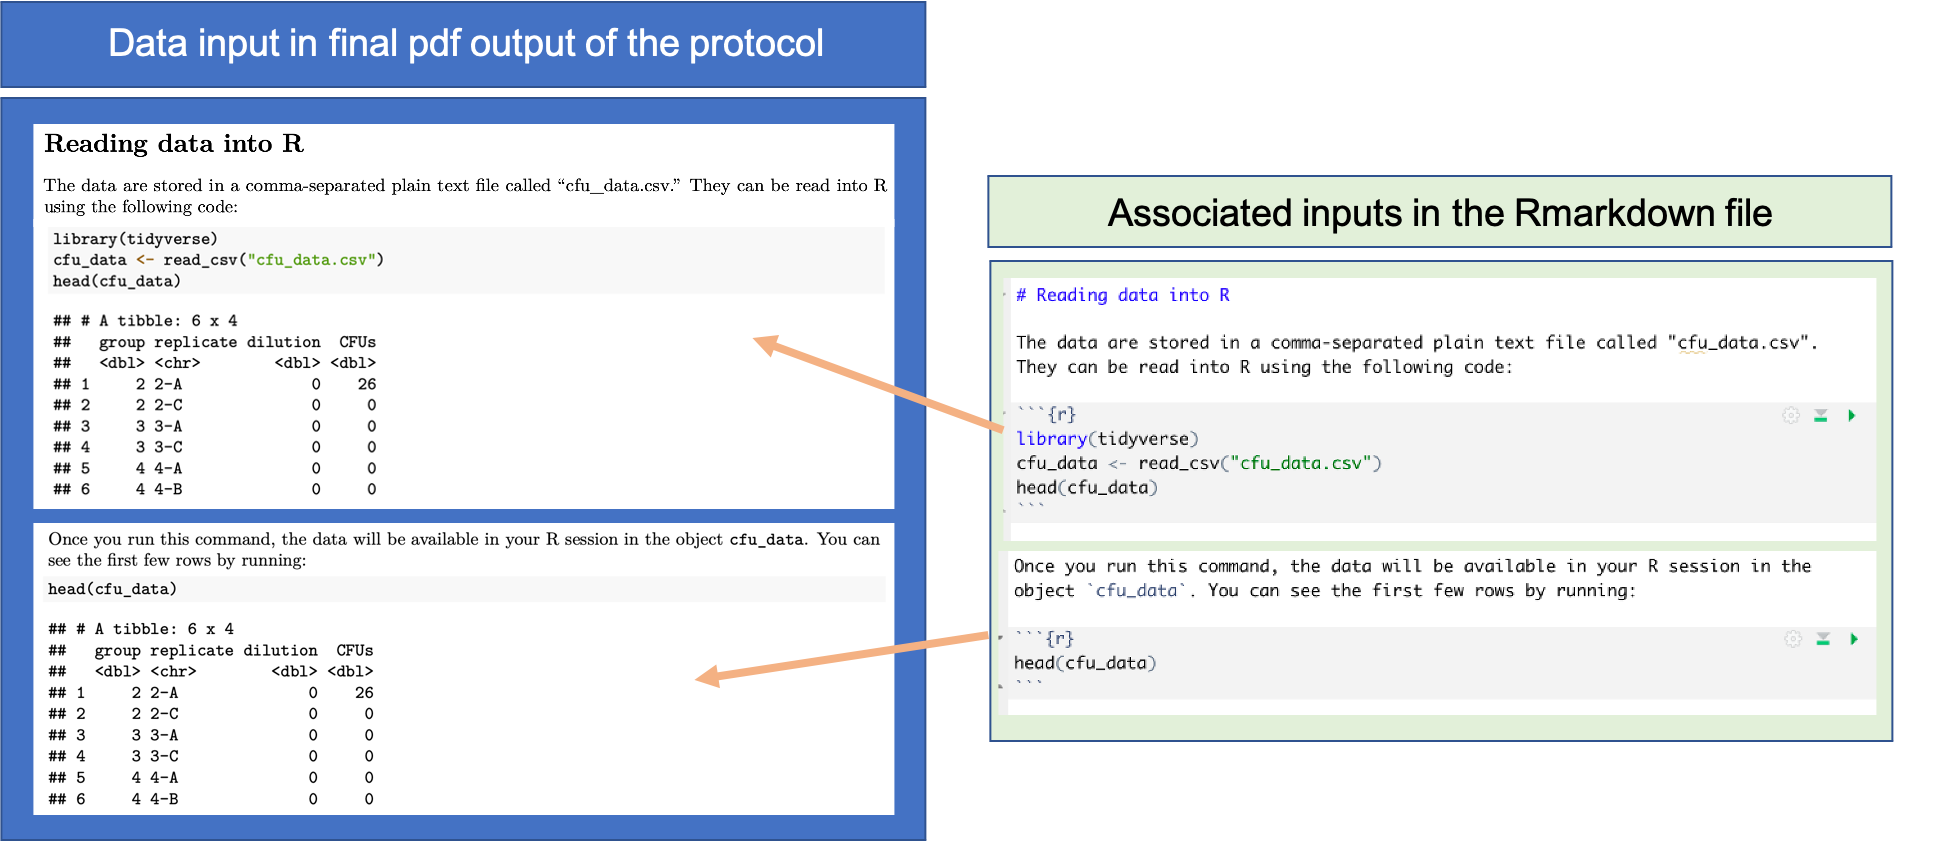 Data input in final pdf output of the protocol
Reading data into R
The data are stored in a comma-separated plain text file called “cfu_data.csv.” They can be read into R
using the following code:
library(tidyverse)
cfu_data <- read_csv("cfu_data.csv")
head(cfu_data)
## # A tibble: 6 x 4
##   group replicate dilution  CFUs
##   <dbl> <chr>        <dbl> <dbl>
## 1     2 2-A              0    26
## 2     2 2-C              0     0
## 3     3 3-A              0     0
## 4     3 3-C              0     0
## 5     4 4-A              0     0
## 6     4 4-B              0     0
Once you run this command, the data will be available in your R session in the object cfu_data. You can
see the first few rows by running:
head(cfu_data)
## # A tibble: 6 x 4
##   group replicate dilution  CFUs
##   <dbl> <chr>        <dbl> <dbl>
## 1     2 2-A              0    26
## 2     2 2-C              0     0
## 3     3 3-A              0     0
## 4     3 3-C              0     0
## 5     4 4-A              0     0
## 6     4 4-B              0     0
Associated inputs in the Rmarkdown file
# Reading data into R
The data are stored in a comma-separated plain text file called "cfu_data.csv".
They can be read into R using the following code:
```{r}
library(tidyverse)
cfu_data <- read_csv("cfu_data.csv")
head(cfu_data)
```
Once you run this command, the data will be available in your R session in the
object `cfu_data`. You can see the first few rows by running:
```{r}
head(cfu_data)
```